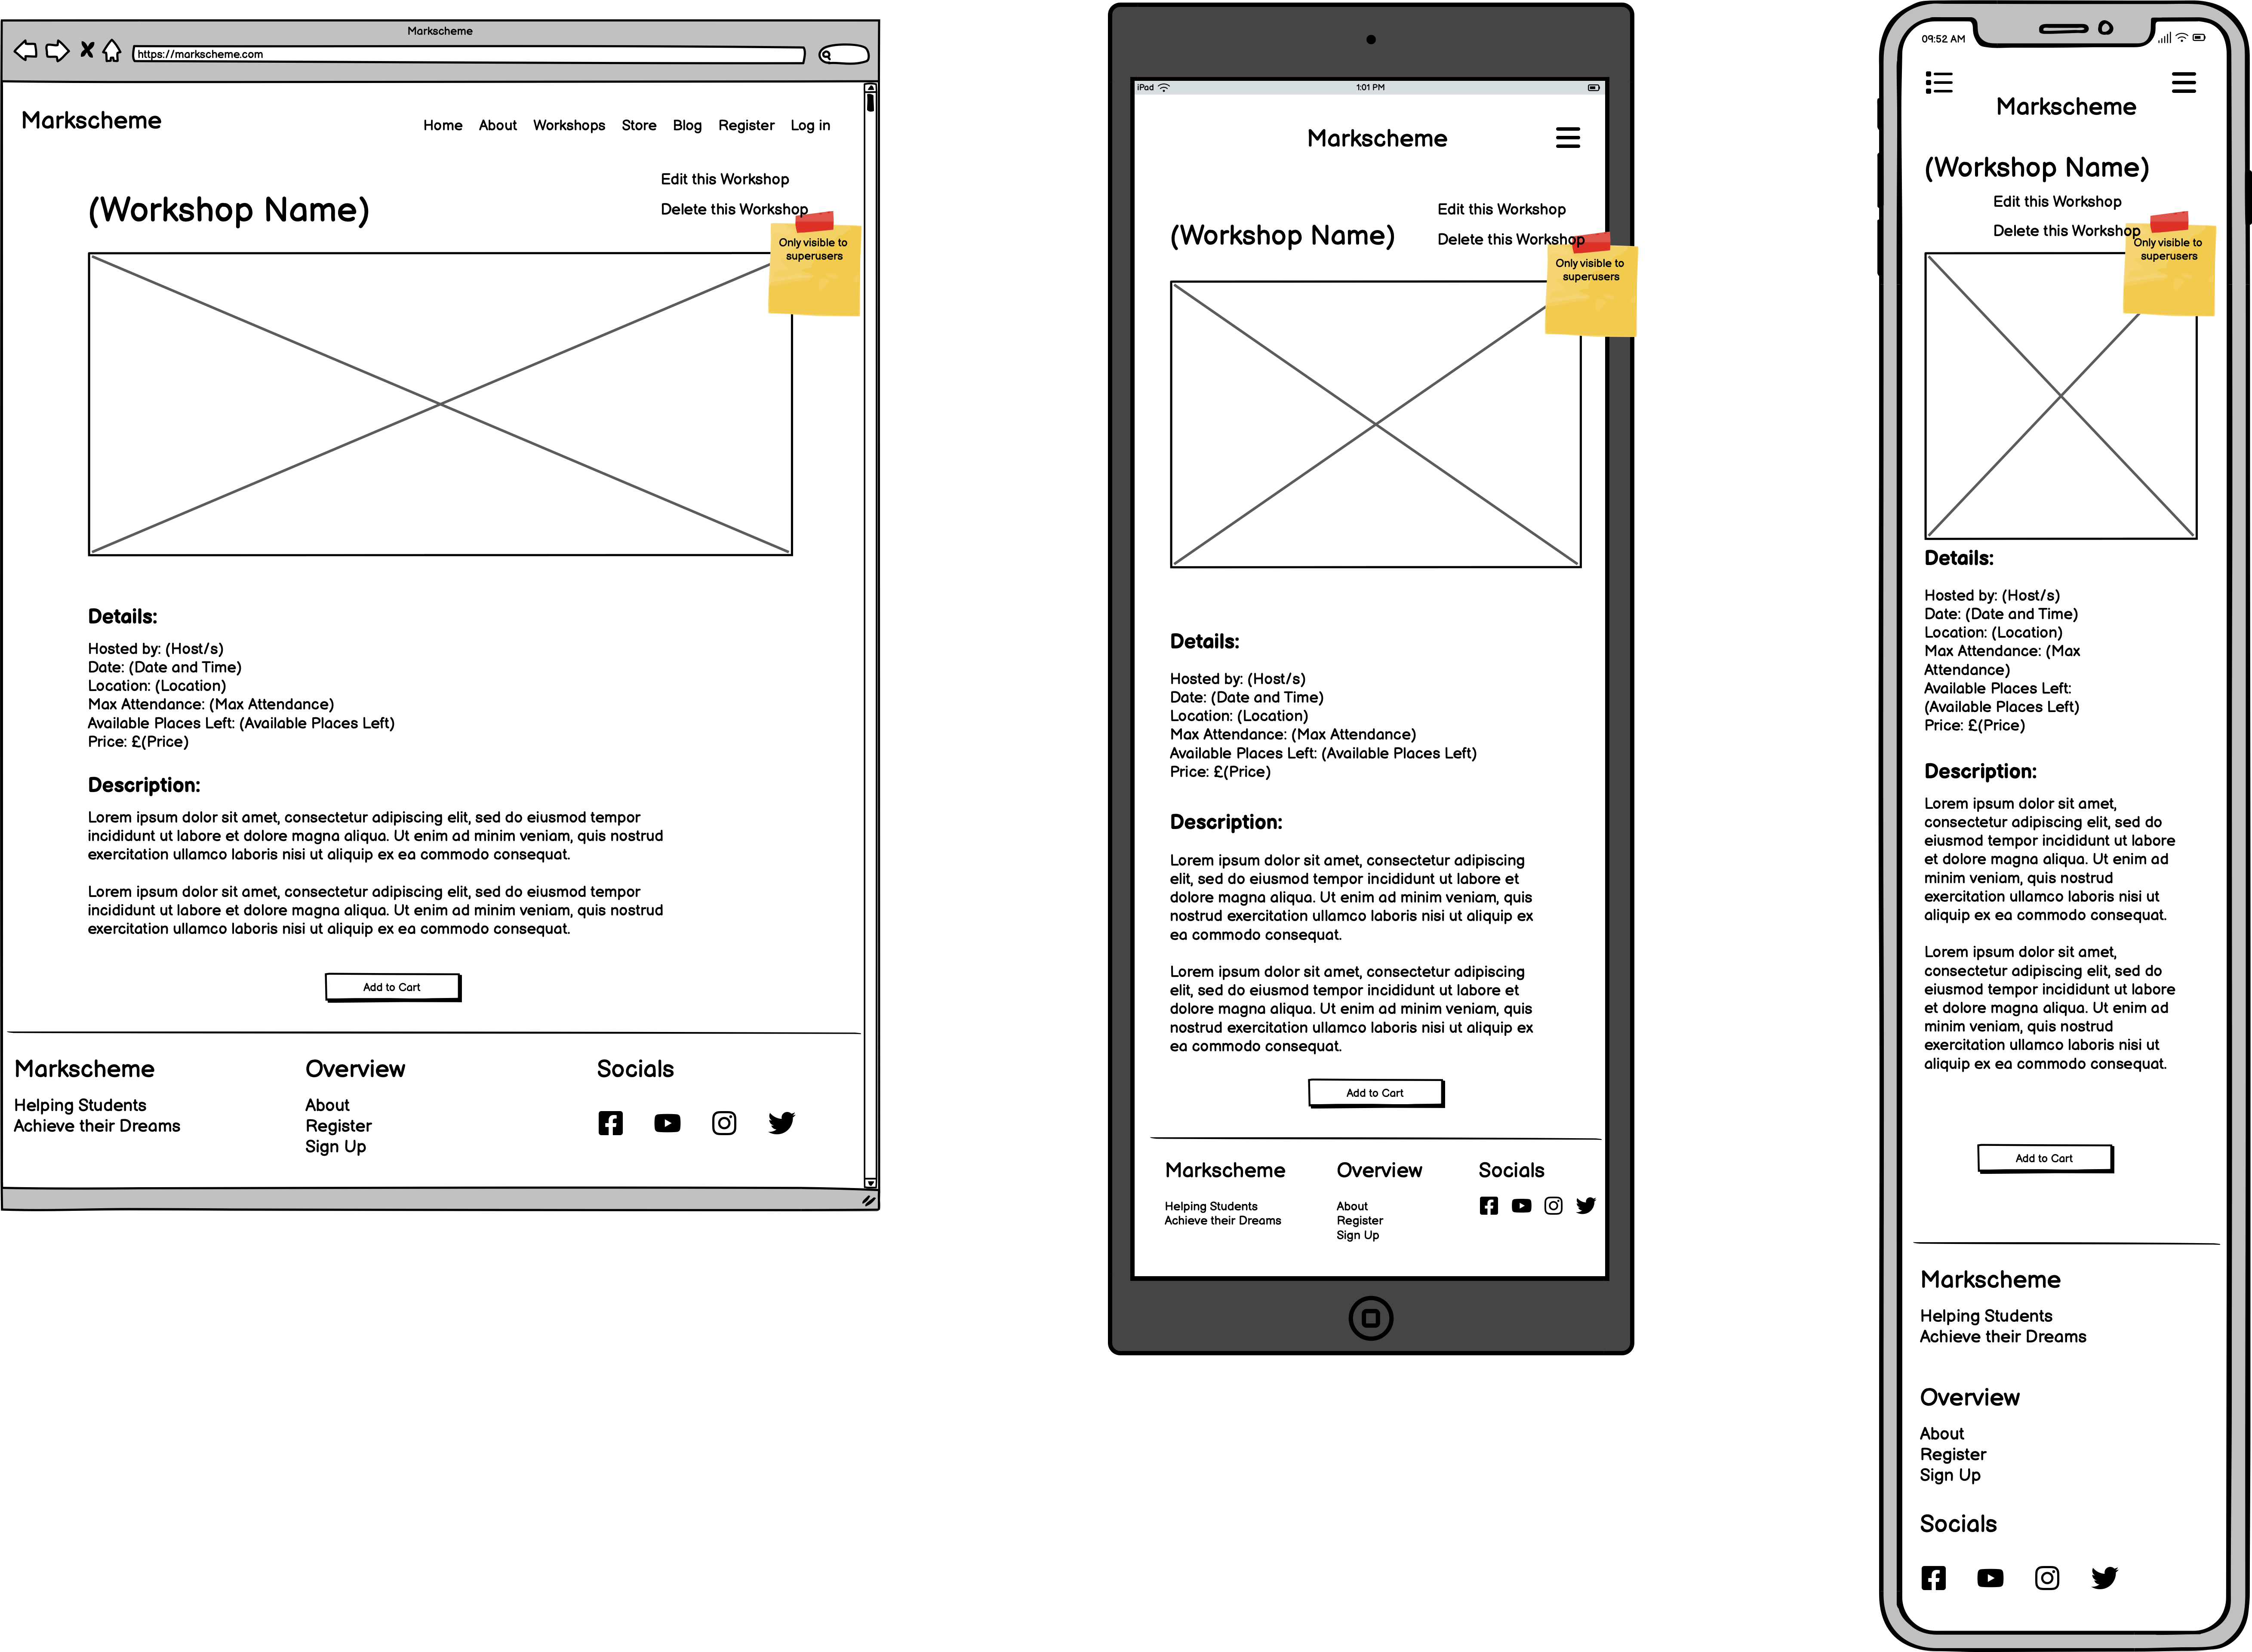 Markscheme
https://markscheme.com
Markscheme
Home About Workshops Store Blog Register Log in
Edit this Workshop
(Workshop Name)
Delete this Workshop
Only visible to
superusers
Details:
Hosted by: (Host/s)
Date: (Date and Time)
Location: (Location)
Max Attendance: (Max Attendance)
Available Places Left: (Available Places Left)
Price: £(Price)
Description:
Lorem ipsum dolor sit amet, consectetur adipiscing elit, sed do eiusmod tempor
incididunt ut labore et dolore magna aliqua. Ut enim ad minim veniam, quis nostrud
exercitation ullamco laboris nisi ut aliquip ex ea commodo consequat.
Lorem ipsum dolor sit amet, consectetur adipiscing elit, sed do eiusmod tempor
incididunt ut labore et dolore magna aliqua. Ut enim ad minim veniam, quis nostrud
exercitation ullamco laboris nisi ut aliquip ex ea commodo consequat.
Add to Cart
Markscheme
Helping Students
Achieve their Dreams
Overview
About
Register
Sign Up
Socials
iPad
1:01 PM
Markscheme
Edit this Workshop
(Workshop Name)
Delete this Workshop
Only visible to
superusers
Details:
Hosted by: (Host/s)
Date: (Date and Time)
Location: (Location)
Max Attendance: (Max Attendance)
Available Places Left: (Available Places Left)
Price: £(Price)
Description:
Lorem ipsum dolor sit amet, consectetur adipiscing
elit, sed do eiusmod tempor incididunt ut labore et
dolore magna aliqua. Ut enim ad minim veniam, quis
nostrud exercitation ullamco laboris nisi ut aliquip ex
ea commodo consequat.
Lorem ipsum dolor sit amet, consectetur adipiscing
elit, sed do eiusmod tempor incididunt ut labore et
dolore magna aliqua. Ut enim ad minim veniam, quis
nostrud exercitation ullamco laboris nisi ut aliquip ex
ea commodo consequat.
Add to Cart
Markscheme
Helping Students
Achieve their Dreams
Overview
About
Register
Sign Up
Socials
09:52 AM
Markscheme
(Workshop Name)
Edit this Workshop
Delete this Workshop
Only visible to
superusers
Details:
Hosted by: (Host/s)
Date: (Date and Time)
Location: (Location)
Max Attendance: (Max
Attendance)
Available Places Left:
(Available Places Left)
Price: £(Price)
Description:
Lorem ipsum dolor sit amet,
consectetur adipiscing elit, sed do
eiusmod tempor incididunt ut labore
et dolore magna aliqua. Ut enim ad
minim veniam, quis nostrud
exercitation ullamco laboris nisi ut
aliquip ex ea commodo consequat.
Lorem ipsum dolor sit amet,
consectetur adipiscing elit, sed do
eiusmod tempor incididunt ut labore
et dolore magna aliqua. Ut enim ad
minim veniam, quis nostrud
exercitation ullamco laboris nisi ut
aliquip ex ea commodo consequat.
Add to Cart
Markscheme
Helping Students
Achieve their Dreams
Overview
About
Register
Sign Up
Socials